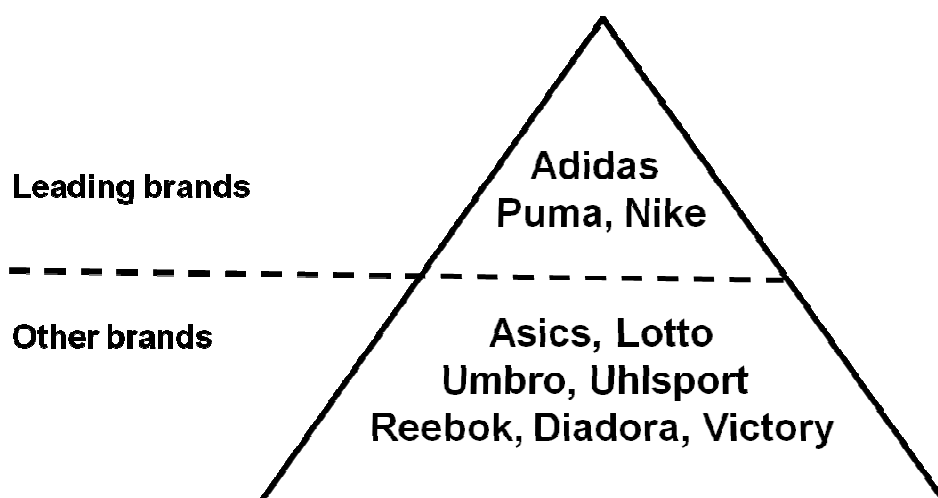 Adidas
Leading brands
Puma, Nike
Other brands
Asics, Lotto
Umbro, Uhlsport
Reebok, Diadora, Victory